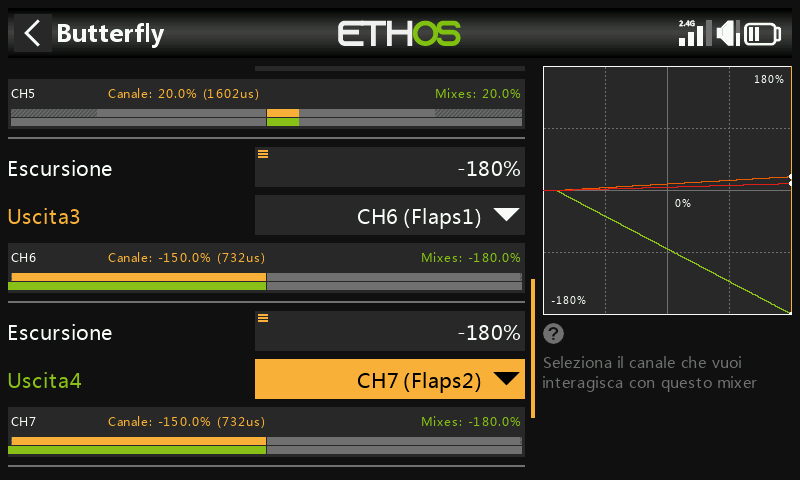 Butterfly
ETHOS
2.4G
CH5 Canale: 20.0% (1602us) Mixes: 20.0%
Escursione -180%
Uscita3 CH6 (Flaps1)
CH6 Canale: -150.0% (732us) Mixes: -180.0%
Escursione -180%
Uscita4 CH7 (Flaps2)
CH7 Canale: -150.0% (732us) Mixes: -180.0%
180%
0%
-180%
?
Seleziona il canale che vuoi
interagisca con questo mixer